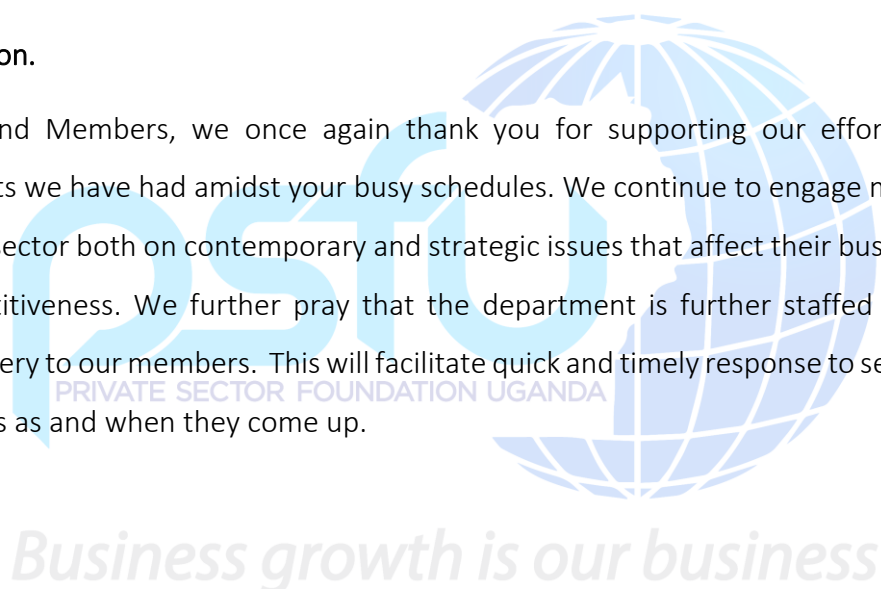 on.
nd Members, we once again thank you for supporting our effor
ts we have had amidst your busy schedules. We continue to engage
sector both on contemporary and strategic issues that affect their bus
titiveness. We further pray that the department is further staffed
ery to our members. This will facilitate quick and timely response to se
s as and when they come up.
psfu
PRIVATE SECTOR FOUNDATION UGANDA
Business growth is our business